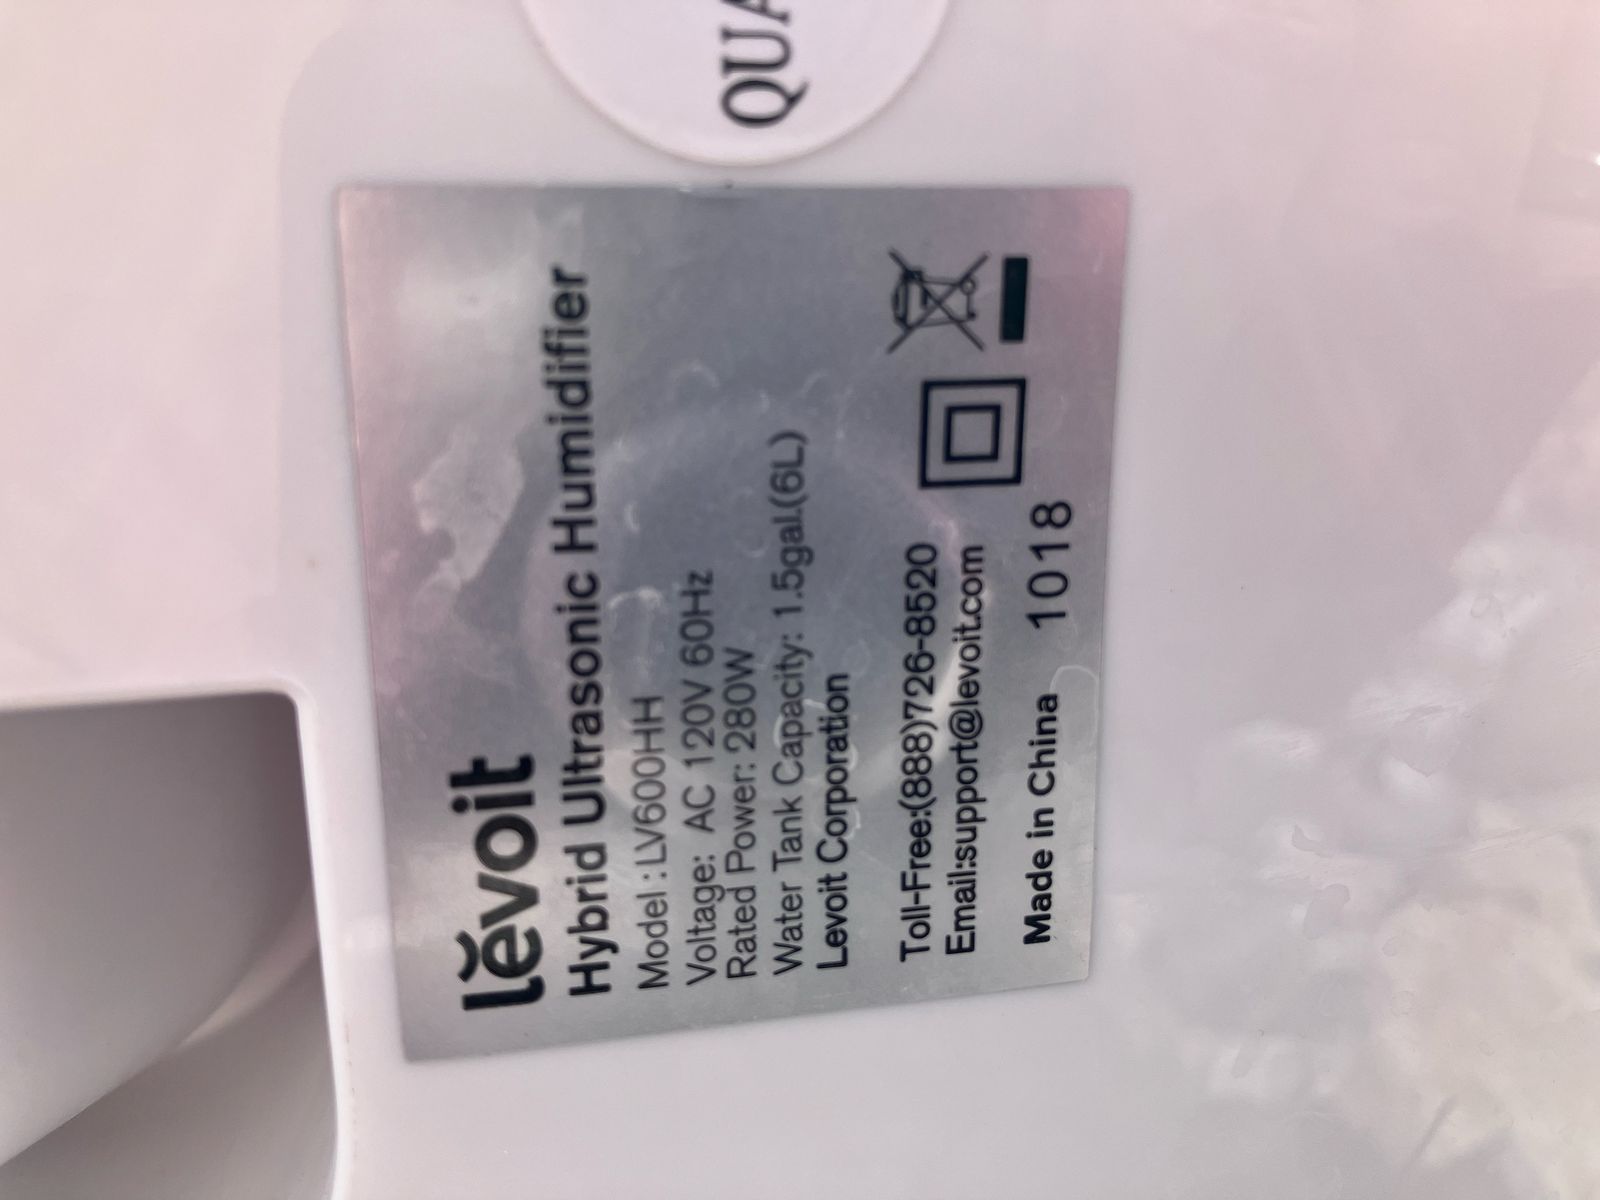 QUA
levoit
Hybrid Ultrasonic Humidifier
Model : LV600HH
Voltage: AC 120V 60Hz
Rated Power: 280W
Water Tank Capacity: 1.5gal.(6L)
Levoit Corporation
Toll-Free:(888)726-8520
Email:support@levoit.com
Made in China 1018